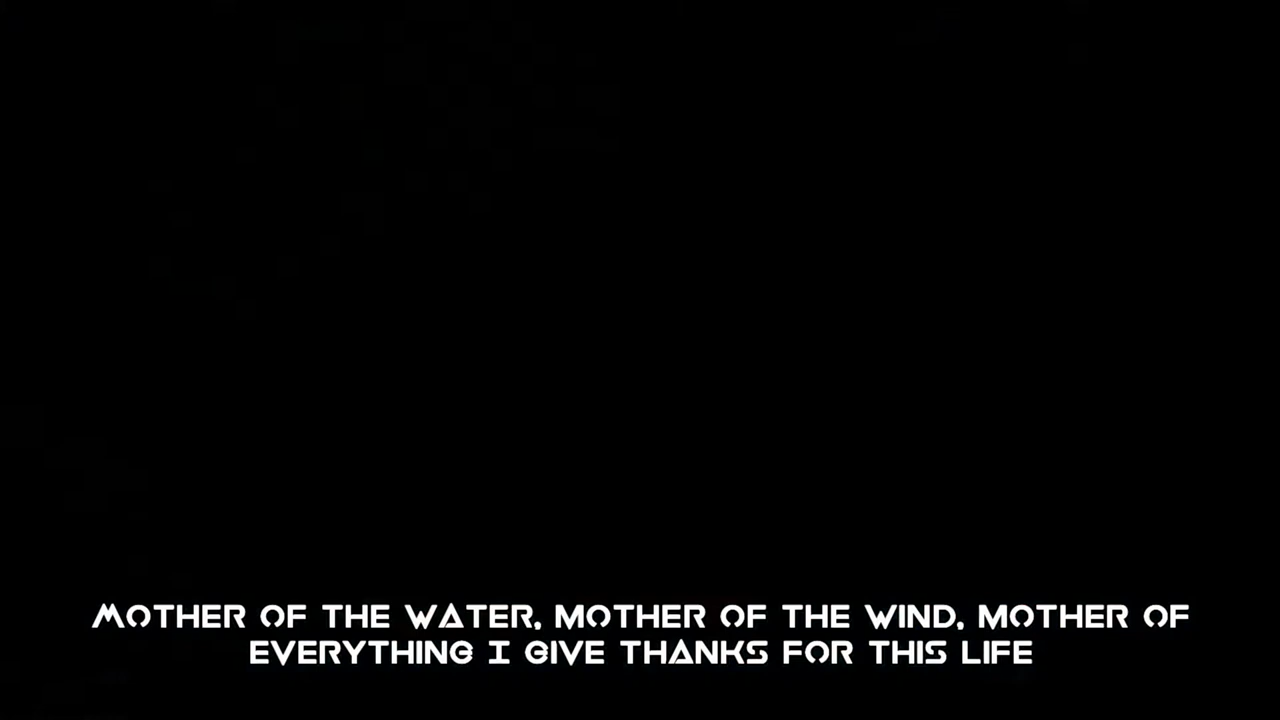 MOTHER OF THE WATER, MOTHER OF THE WIND, MOTHER OF
EVERYTHING I GIVE THANKS FOR THIS LIFE